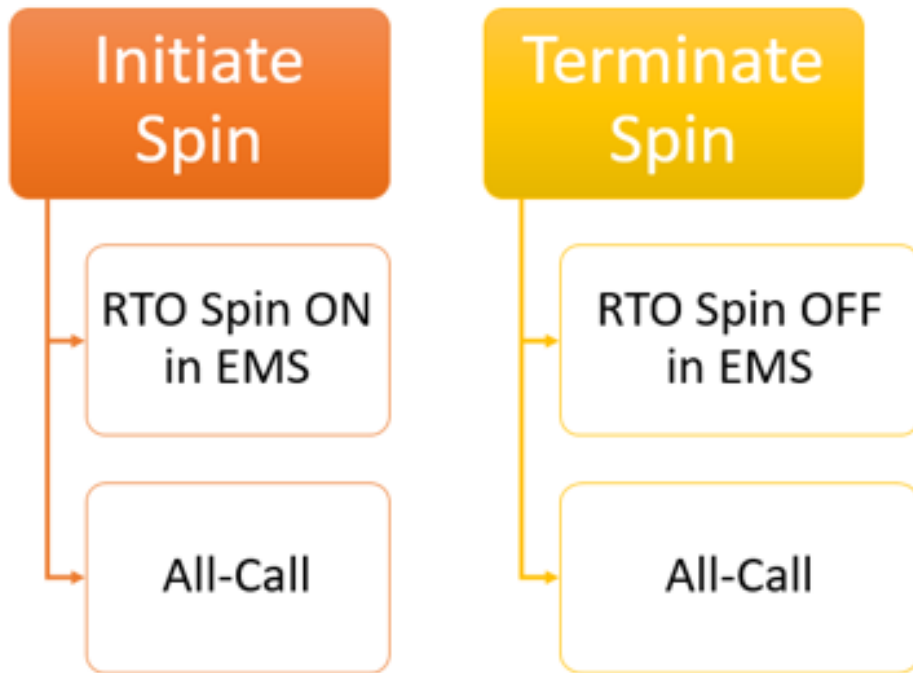 Initiate
Spin
RTO Spin ON
in EMS
All-Call
Terminate
Spin
RTO Spin OFF
in EMS
All-Call